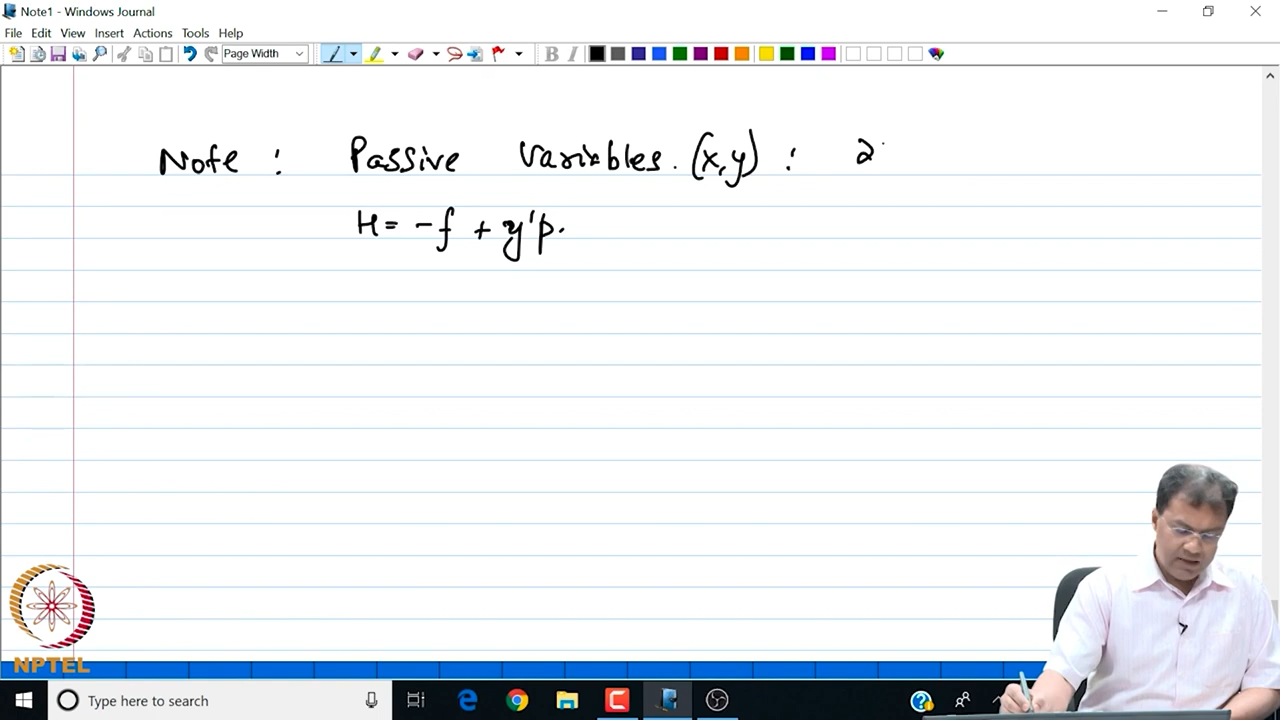 Note1 - Windows Journal
File Edit View Insert Actions Tools Help
Page Width B I
Note : Passive Variables. (x,y) : 2
H = -f + y'p.
NPTEL
Type here to search